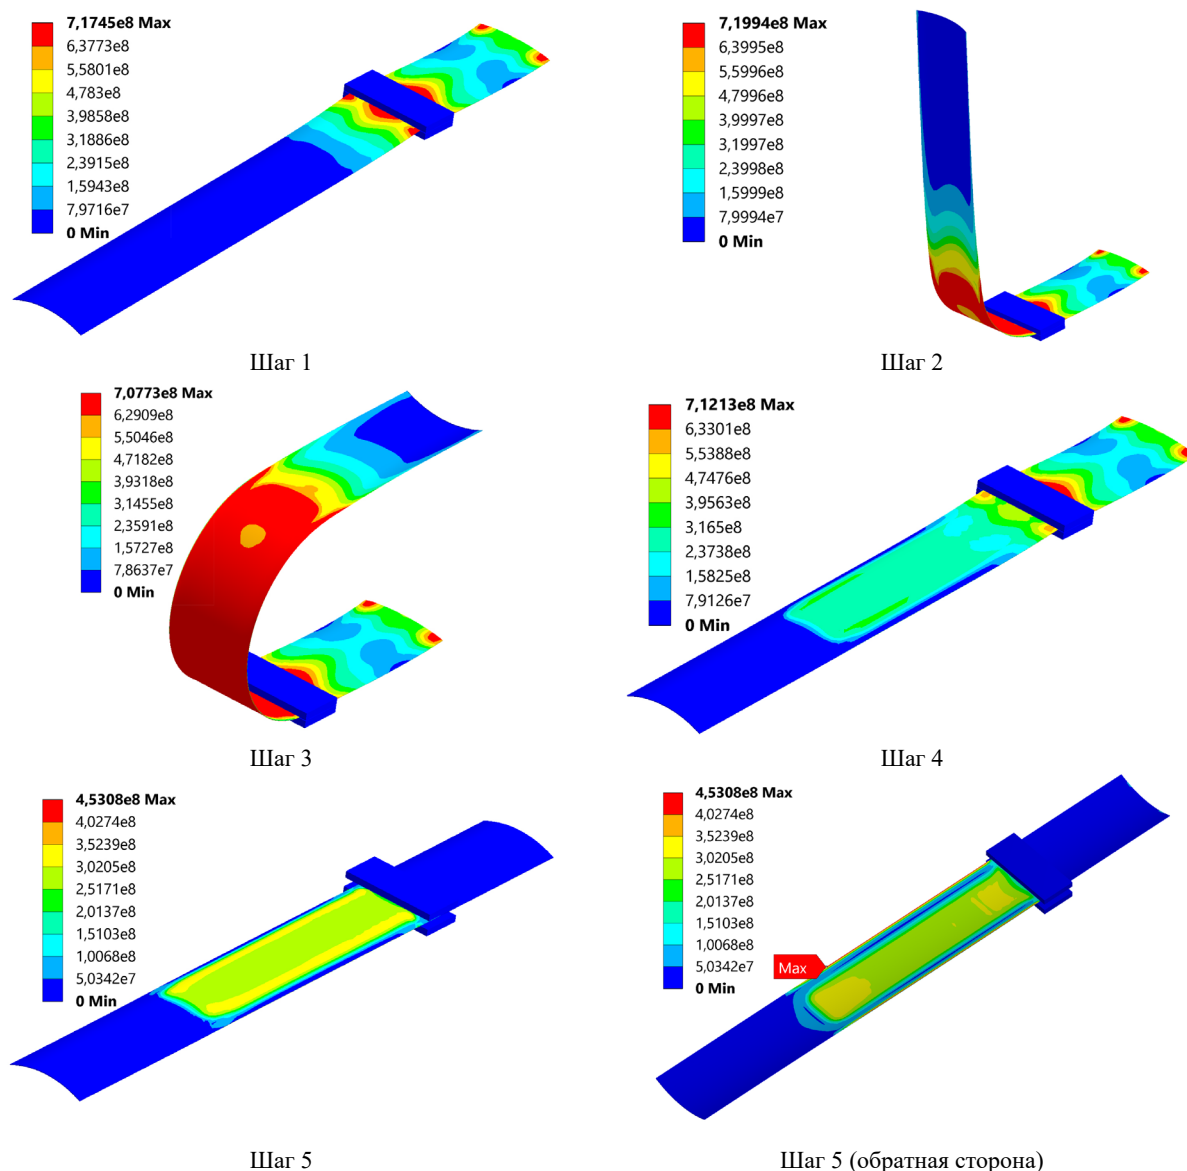 7,1745e8 Max
6,3773e8
5,5801e8
4,783e8
3,9858e8
3,1886e8
2,3915e8
1,5943e8
7,9716e7
0 Min
Шаг 1
7,1994e8 Max
6,3995e8
5,5996e8
4,7996e8
3,9997e8
3,1997e8
2,3998e8
1,5999e8
7,9994e7
0 Min
Шаг 2
7,0773e8 Max
6,2909e8
5,5046e8
4,7182e8
3,9318e8
3,1455e8
2,3591e8
1,5727e8
7,8637e7
0 Min
Шаг 3
7,1213e8 Max
6,3301e8
5,5388e8
4,7476e8
3,9563e8
3,165e8
2,3738e8
1,5825e8
7,9126e7
0 Min
Шаг 4
4,5308e8 Max
4,0274e8
3,5239e8
3,0205e8
2,5171e8
2,0137e8
1,5103e8
1,0068e8
5,0342e7
0 Min
Шаг 5
4,5308e8 Max
4,0274e8
3,5239e8
3,0205e8
2,5171e8
2,0137e8
1,5103e8
1,0068e8
5,0342e7
0 Min
Max
Шаг 5 (обратная сторона)